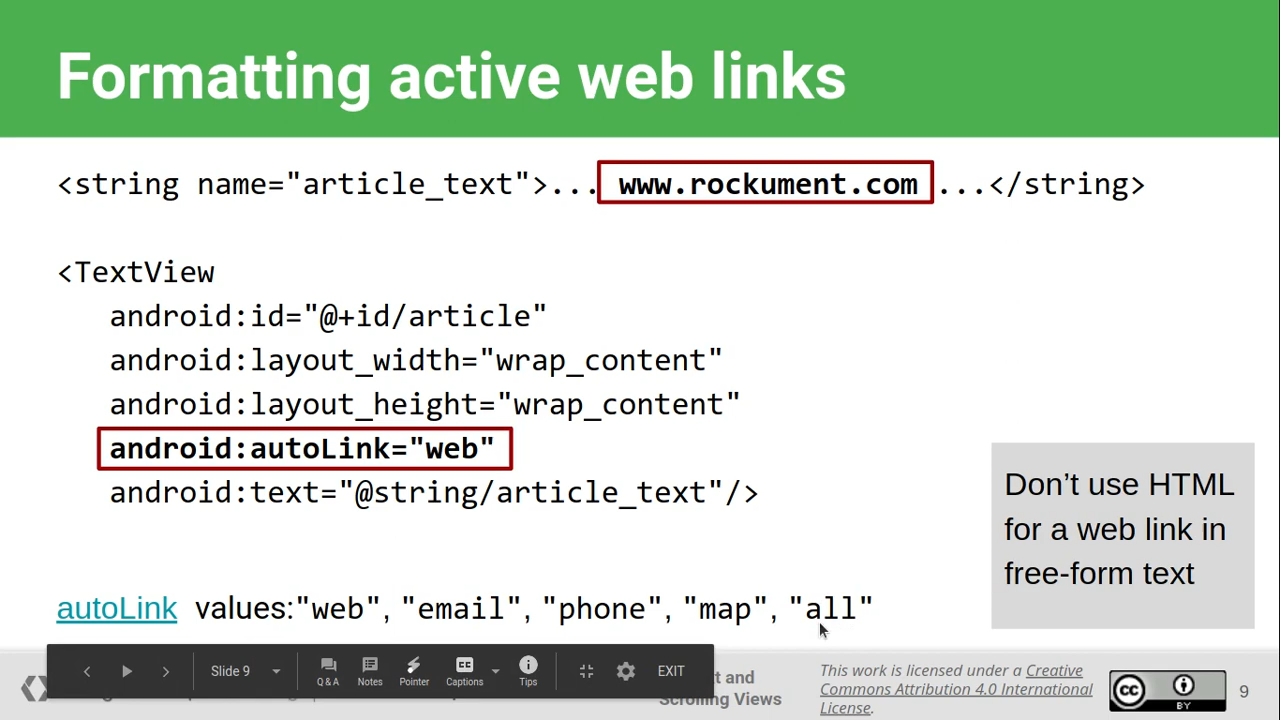 Formatting active web links
<string name="article_text">... www.rockument.com ...</string>
<TextView
android:id="@+id/article"
android:layout_width="wrap_content"
android:layout_height="wrap_content"
android:autoLink="web"
android:text="@string/article_text"/>
Don’t use HTML
for a web link in
free-form text
autoLink values:"web", "email", "phone", "map", "all"
Slide 9
Q & A
Notes
Pointer
Captions
Tips
EXIT
and
Scrolling Views
This work is licensed under a Creative
Commons Attribution 4.0 International
License.
cc
BY
9